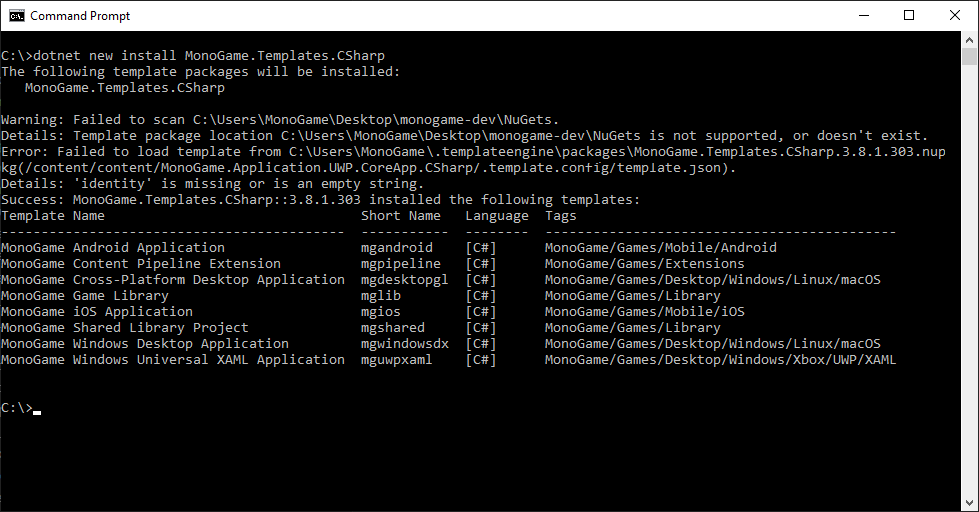 Command Prompt
C:\>dotnet new install MonoGame.Templates.CSharp
The following template packages will be installed:
   MonoGame.Templates.CSharp
Warning: Failed to scan C:\Users\MonoGame\Desktop\monogame-dev\NuGets.
Details: Template package location C:\Users\MonoGame\Desktop\monogame-dev\NuGets is not supported, or doesn't exist.
Error: Failed to load template from C:\Users\MonoGame\.templateengine\packages\MonoGame.Templates.CSharp.3.8.1.303.nup
kg(/content/content/MonoGame.Application.UWP.CoreApp.CSharp/.template.config/template.json).
Details: 'identity' is missing or is an empty string.
Success: MonoGame.Templates.CSharp::3.8.1.303 installed the following templates:
Template Name                                Short Name   Language  Tags
-------------------------------------------  -----------  --------  --------------------------------------------
MonoGame Android Application                 mgandroid    [C#]      MonoGame/Games/Mobile/Android
MonoGame Content Pipeline Extension          mgpipeline   [C#]      MonoGame/Games/Extensions
MonoGame Cross-Platform Desktop Application  mgdesktopgl  [C#]      MonoGame/Games/Desktop/Windows/Linux/macOS
MonoGame Game Library                        mglib        [C#]      MonoGame/Games/Library
MonoGame iOS Application                     mgios        [C#]      MonoGame/Games/Mobile/iOS
MonoGame Shared Library Project              mgshared     [C#]      MonoGame/Games/Library
MonoGame Windows Desktop Application         mgwindowsdx  [C#]      MonoGame/Games/Desktop/Windows/Linux/macOS
MonoGame Windows Universal XAML Application  mguwpxaml    [C#]      MonoGame/Games/Desktop/Windows/Xbox/UWP/XAML
C:\>